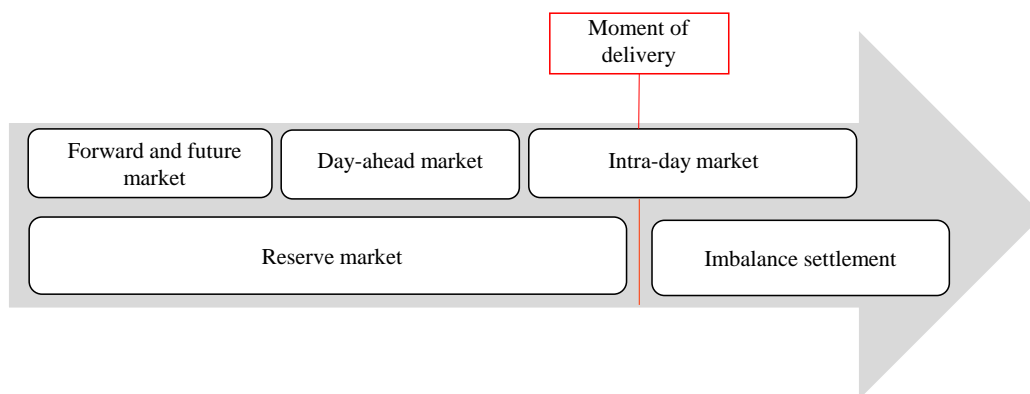 Moment of
delivery
Forward and future
market
Day-ahead market
Intra-day market
Reserve market
Imbalance settlement